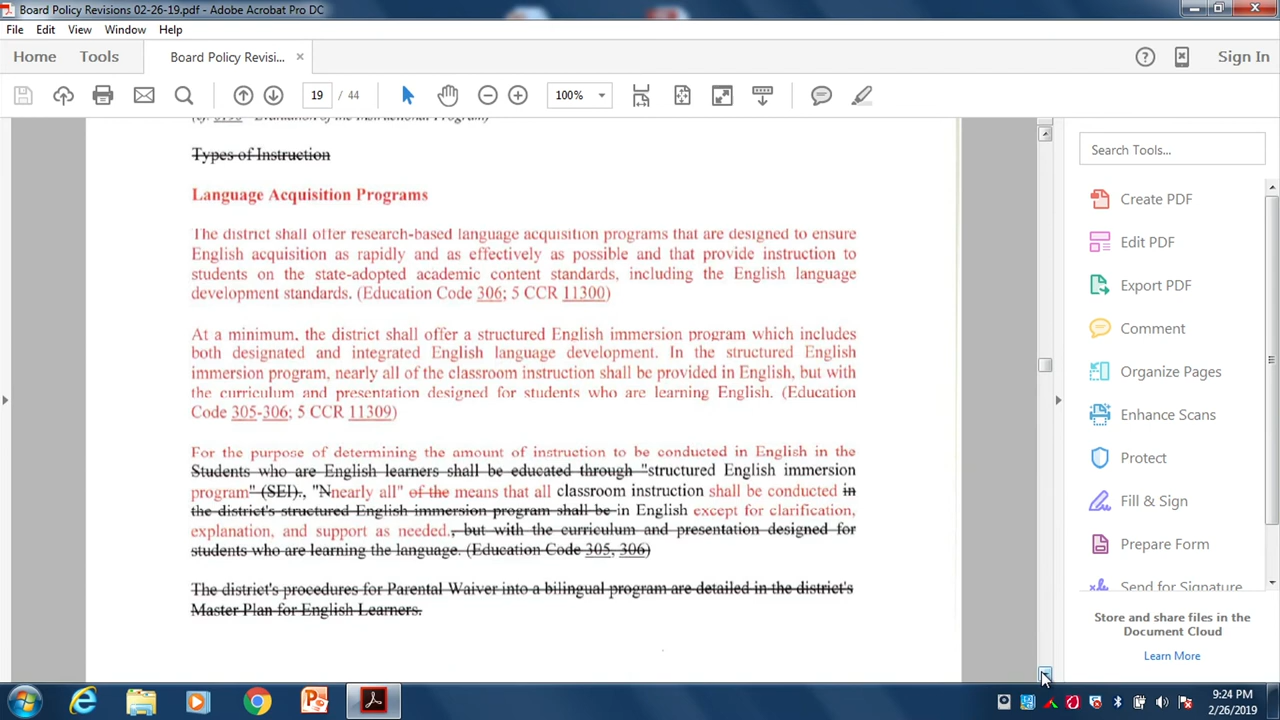 Board Policy Revisions 02-26-19.pdf - Adobe Acrobat Pro DC
File Edit View Window Help
Home Tools Board Policy Revisi... × Sign In
19 / 44 100%
(cf. 6190 - Evaluation of the Instructional Program)
Types of Instruction
Language Acquisition Programs
The district shall offer research-based language acquisition programs that are designed to ensure
English acquisition as rapidly and as effectively as possible and that provide instruction to
students on the state-adopted academic content standards, including the English language
development standards. (Education Code 306; 5 CCR 11300)
At a minimum, the district shall offer a structured English immersion program which includes
both designated and integrated English language development. In the structured English
immersion program, nearly all of the classroom instruction shall be provided in English, but with
the curriculum and presentation designed for students who are learning English. (Education
Code 305-306; 5 CCR 11309)
For the purpose of determining the amount of instruction to be conducted in English in the
Students who are English learners shall be educated through "structured English immersion
program" (SEI)., "Nnearly all" of the means that all classroom instruction shall be conducted in
the district's structured English immersion program shall be in English except for clarification,
explanation, and support as needed., but with the curriculum and presentation designed for
students who are learning the language. (Education Code 305, 306)
The district's procedures for Parental Waiver into a bilingual program are detailed in the district's
Master Plan for English Learners.
Search Tools...
Create PDF
Edit PDF
Export PDF
Comment
Organize Pages
Enhance Scans
Protect
Fill & Sign
Prepare Form
Send for Signature
Store and share files in the
Document Cloud
Learn More
9:24 PM
2/26/2019